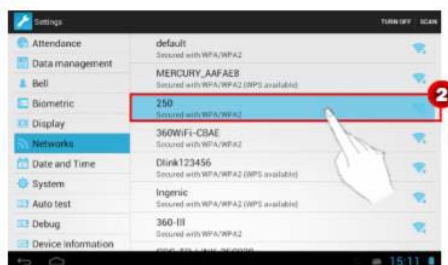 Settings
TURN OFF
SCAN
Attendance
Data management
Bell
Biometric
Display
Networks
Date and Time
System
Auto test
Debug
Device information
default
Secured with WPA/WPA2
MERCURY_AAFAE8
Secured with WPA/WPA2 (WPS available)
250
Secured with WPA/WPA2
2
360WiFi-CBAE
Secured with WPA/WPA2
Dlink123456
Secured with WPA/WPA2 (WPS available)
Ingenic
Secured with WPA/WPA2 (WPS available)
360-III
Secured with WPA/WPA2
15:11